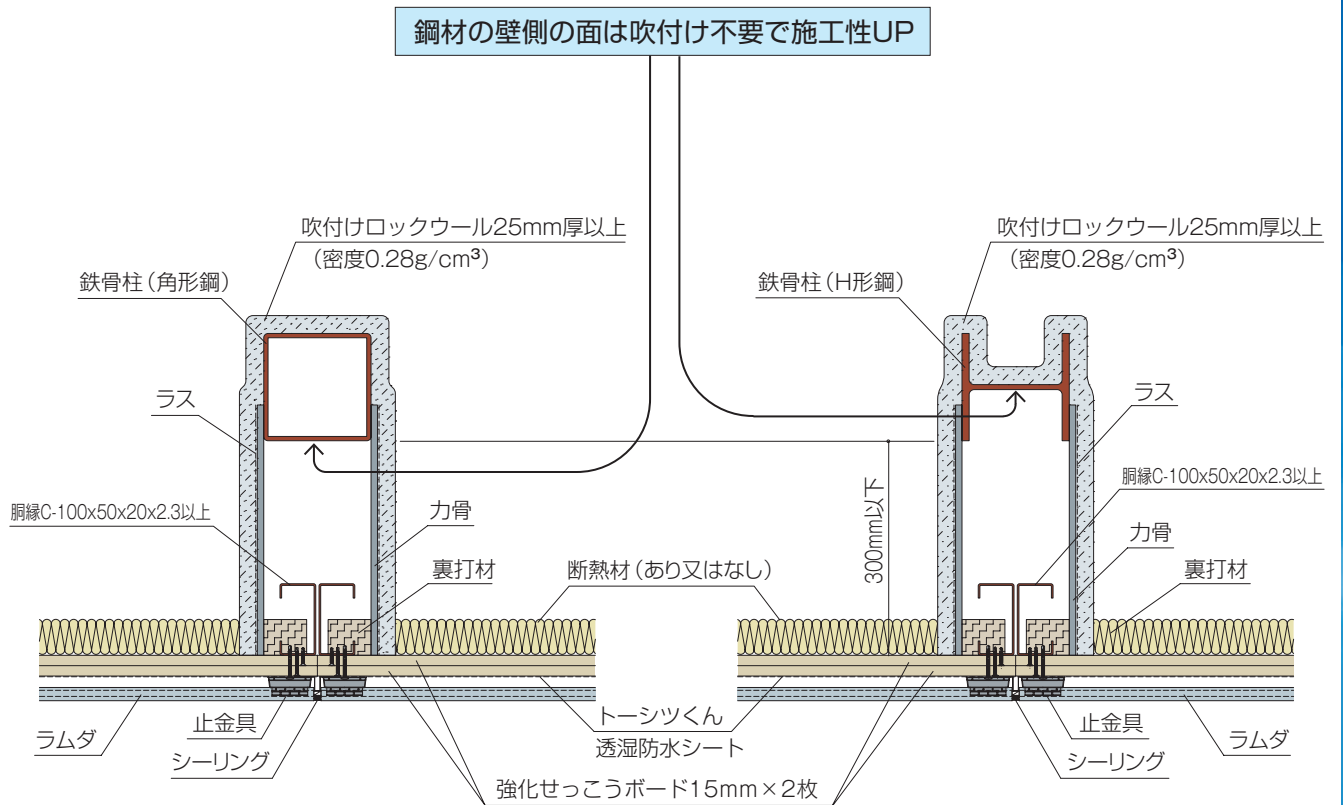 鋼材の壁側の面は吹付け不要で施工性UP
吹付けロックウール25mm厚以上
（密度0.28g/cm³）
鉄骨柱（角形鋼）
ラス
胴縁C-100x50x20x2.3以上
力骨
裏打材
断熱材（あり又はなし）
吹付けロックウール25mm厚以上
（密度0.28g/cm³）
鉄骨柱（H形鋼）
ラス
胴縁C-100x50x20x2.3以上
300mm以下
力骨
裏打材
ラムダ
止金具
シーリング
トーシツくん
透湿防水シート
強化せっこうボード15mm×2枚
止金具
シーリング
ラムダ